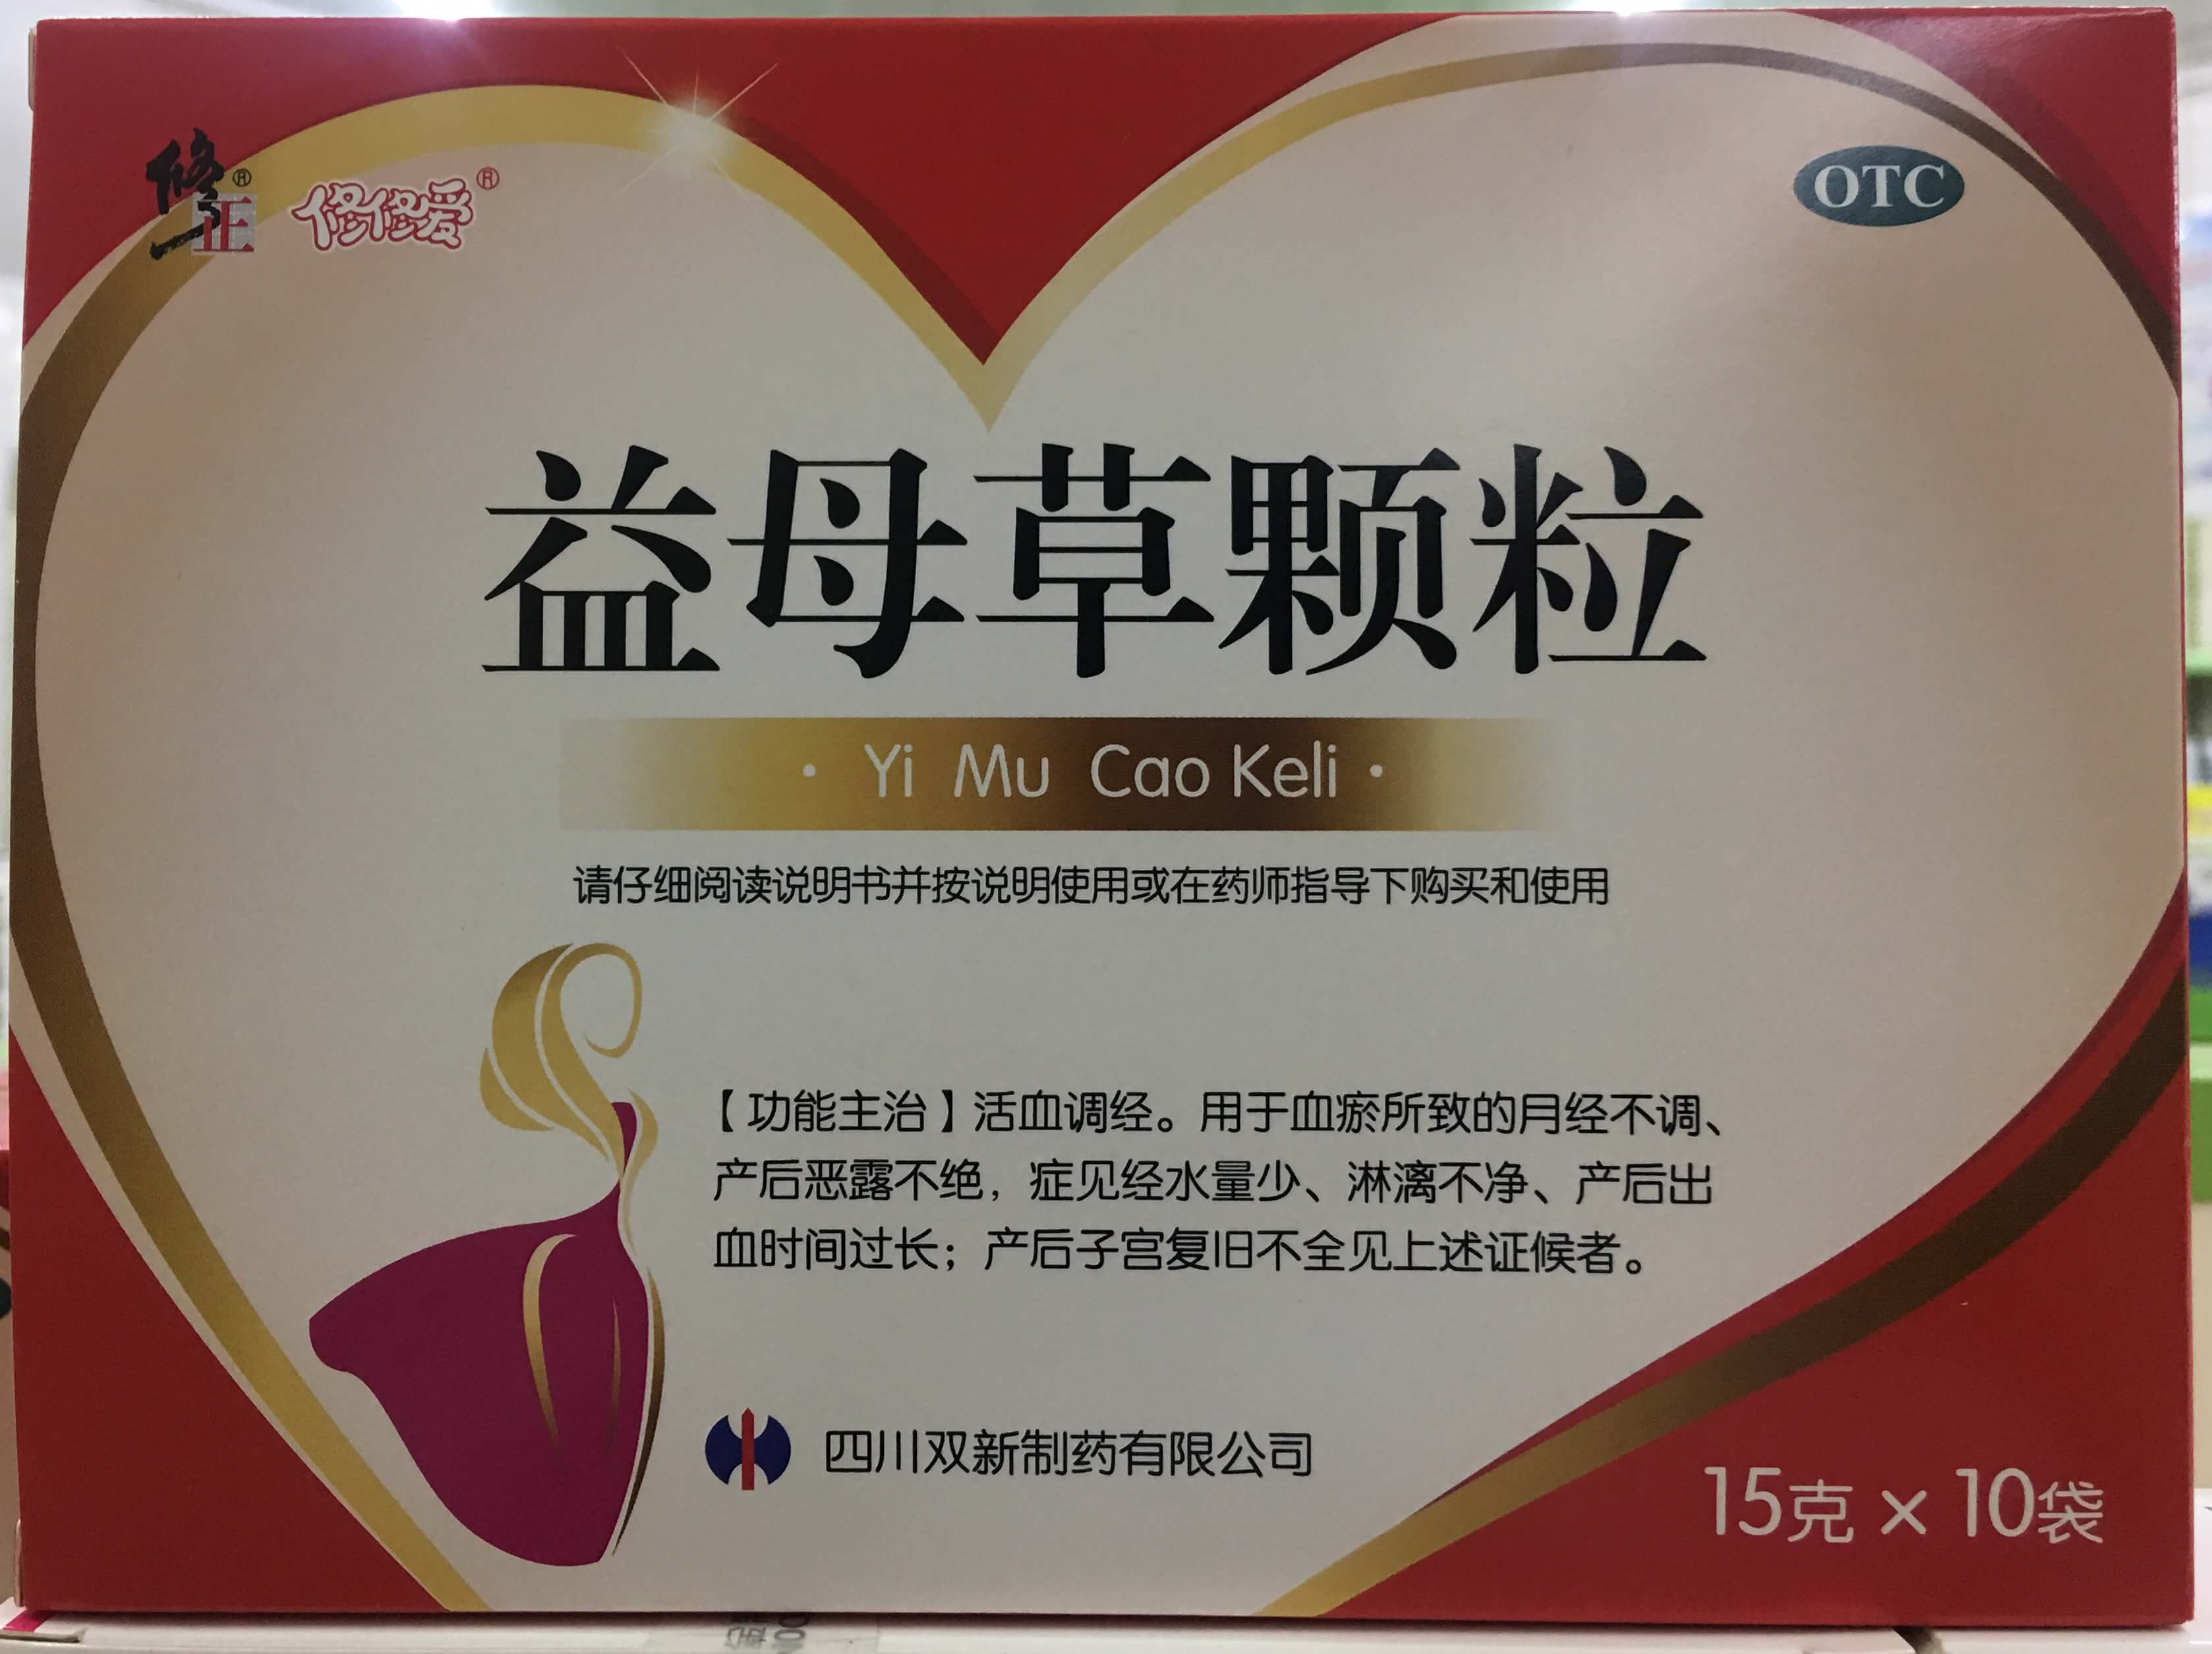 修正®
修修爱®
OTC
益母草颗粒
· Yi Mu Cao Keli ·
请仔细阅读说明书并按说明使用或在药师指导下购买和使用
【功能主治】活血调经。用于血瘀所致的月经不调、
产后恶露不绝，症见经水量少、淋漓不净、产后出
血时间过长；产后子宫复旧不全见上述证候者。
四川双新制药有限公司
15克×10袋